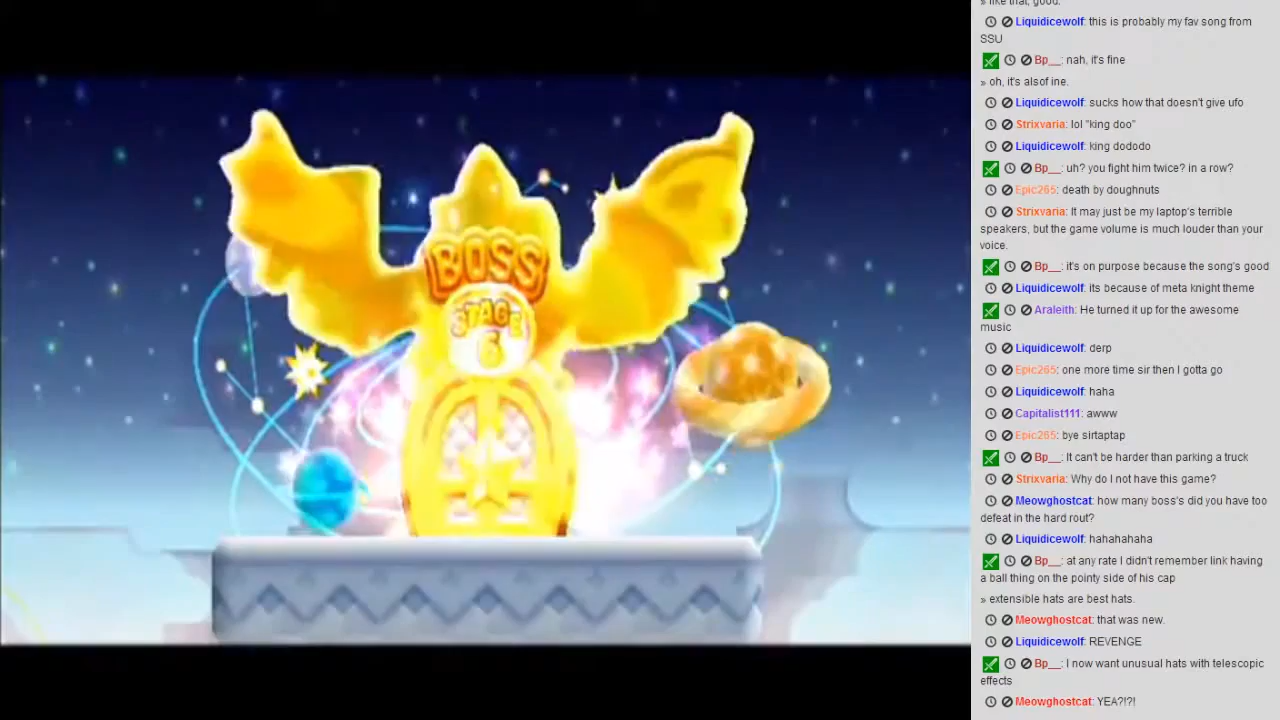 BOSS
STAGE
6
» like that, good.
Liquidicewolf: this is probably my fav song from
SSU
Bp__: nah, it's fine
» oh, it's alsof ine.
Liquidicewolf: sucks how that doesn't give ufo
Strixvaria: lol "king doo"
Liquidicewolf: king dododo
Bp__: uh? you fight him twice? in a row?
Epic265: death by doughnuts
Strixvaria: It may just be my laptop's terrible
speakers, but the game volume is much louder than your
voice.
Bp__: it's on purpose because the song's good
Liquidicewolf: its because of meta knight theme
Araleith: He turned it up for the awesome
music
Liquidicewolf: derp
Epic265: one more time sir then I gotta go
Liquidicewolf: haha
Capitalist111: awww
Epic265: bye sirtaptap
Bp__: It can't be harder than parking a truck
Strixvaria: Why do I not have this game?
Meowghostcat: how many boss's did you have too
defeat in the hard rout?
Liquidicewolf: hahahahaha
Bp__: at any rate I didn't remember link having
a ball thing on the pointy side of his cap
» extensible hats are best hats.
Meowghostcat: that was new.
Liquidicewolf: REVENGE
Bp__: I now want unusual hats with telescopic
effects
Meowghostcat: YEA?!?!